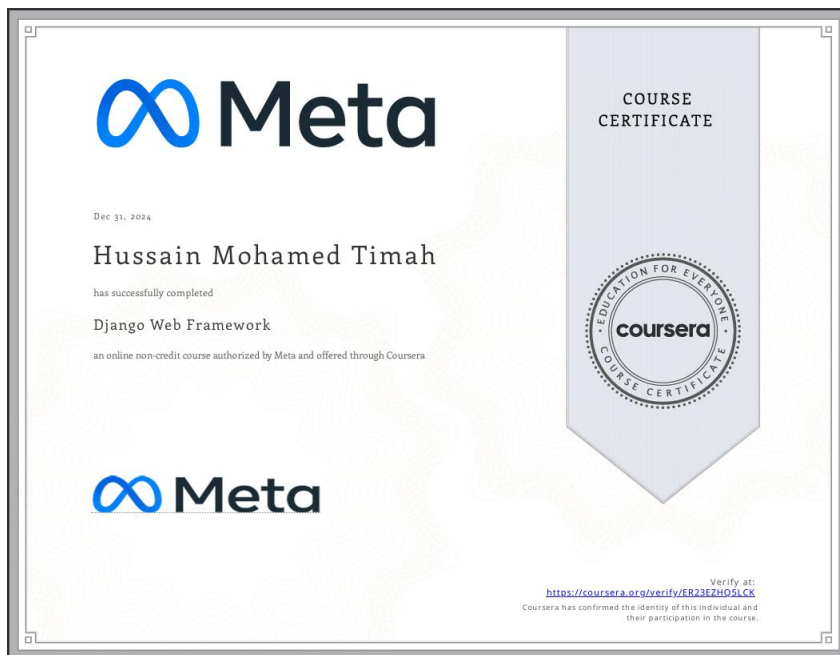 Meta
COURSE
CERTIFICATE
Dec 31, 2024
Hussain Mohamed Timah
has successfully completed
Django Web Framework
an online non-credit course authorized by Meta and offered through Coursera
EDUCATION FOR EVERYONE
coursera
COURSE CERTIFICATE
Meta
Verify at:
https://coursera.org/verify/ER23EZHQ5LCK
Coursera has confirmed the identity of this individual and
their participation in the course.